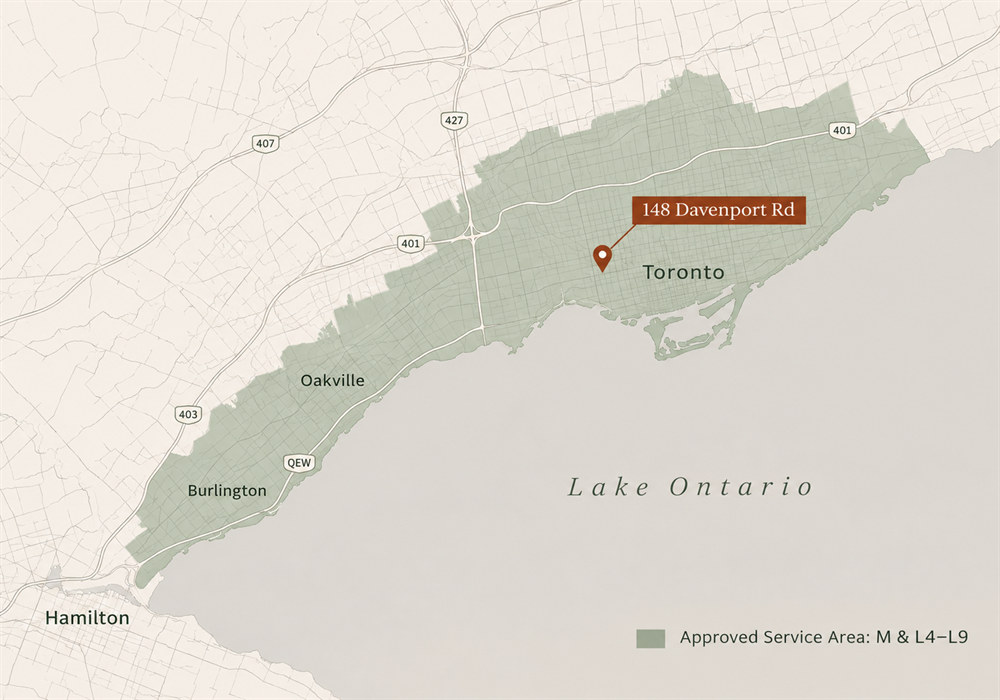 427
407
401
148 Davenport Rd
401
Toronto
Oakville
403
QEW
Burlington
Lake Ontario
Hamilton
Approved Service Area: M & L4–L9